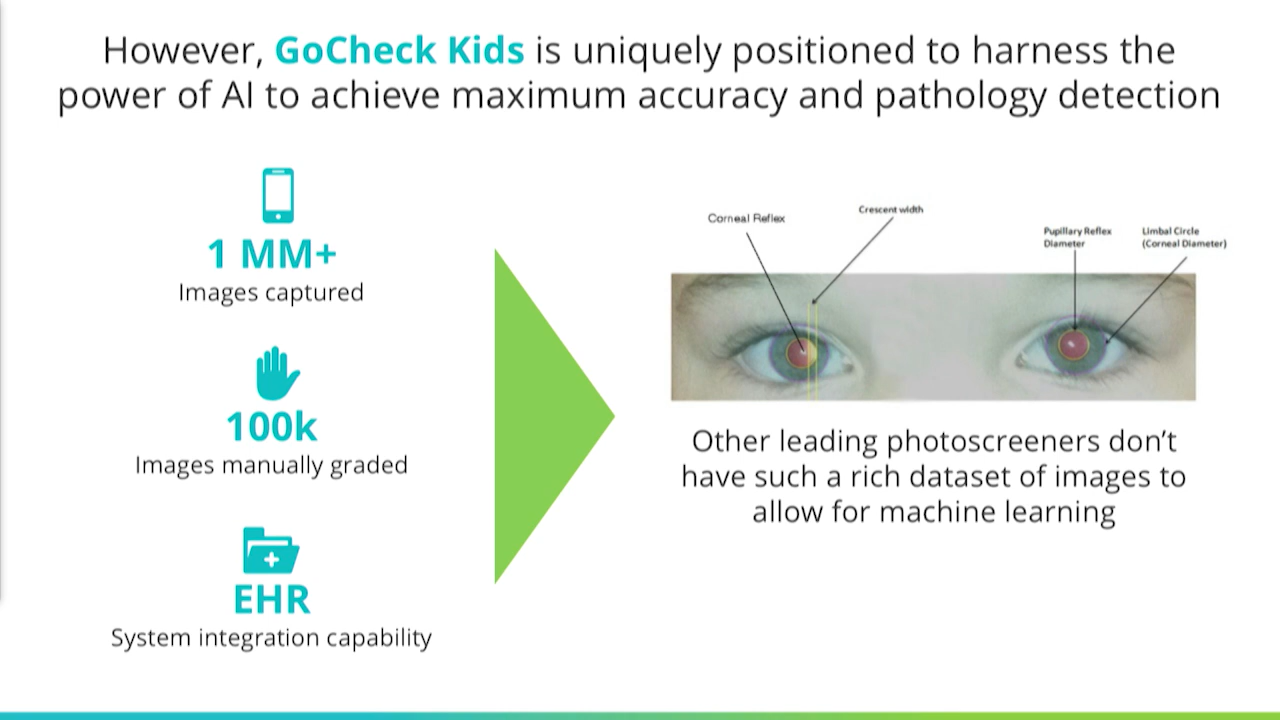 However, GoCheck Kids is uniquely positioned to harness the
power of AI to achieve maximum accuracy and pathology detection
1 MM+
Images captured
100k
Images manually graded
EHR
System integration capability
Corneal Reflex
Crescent width
Pupillary Reflex
Diameter
Limbal Circle
(Corneal Diameter)
Other leading photoscreeners don't
have such a rich dataset of images to
allow for machine learning